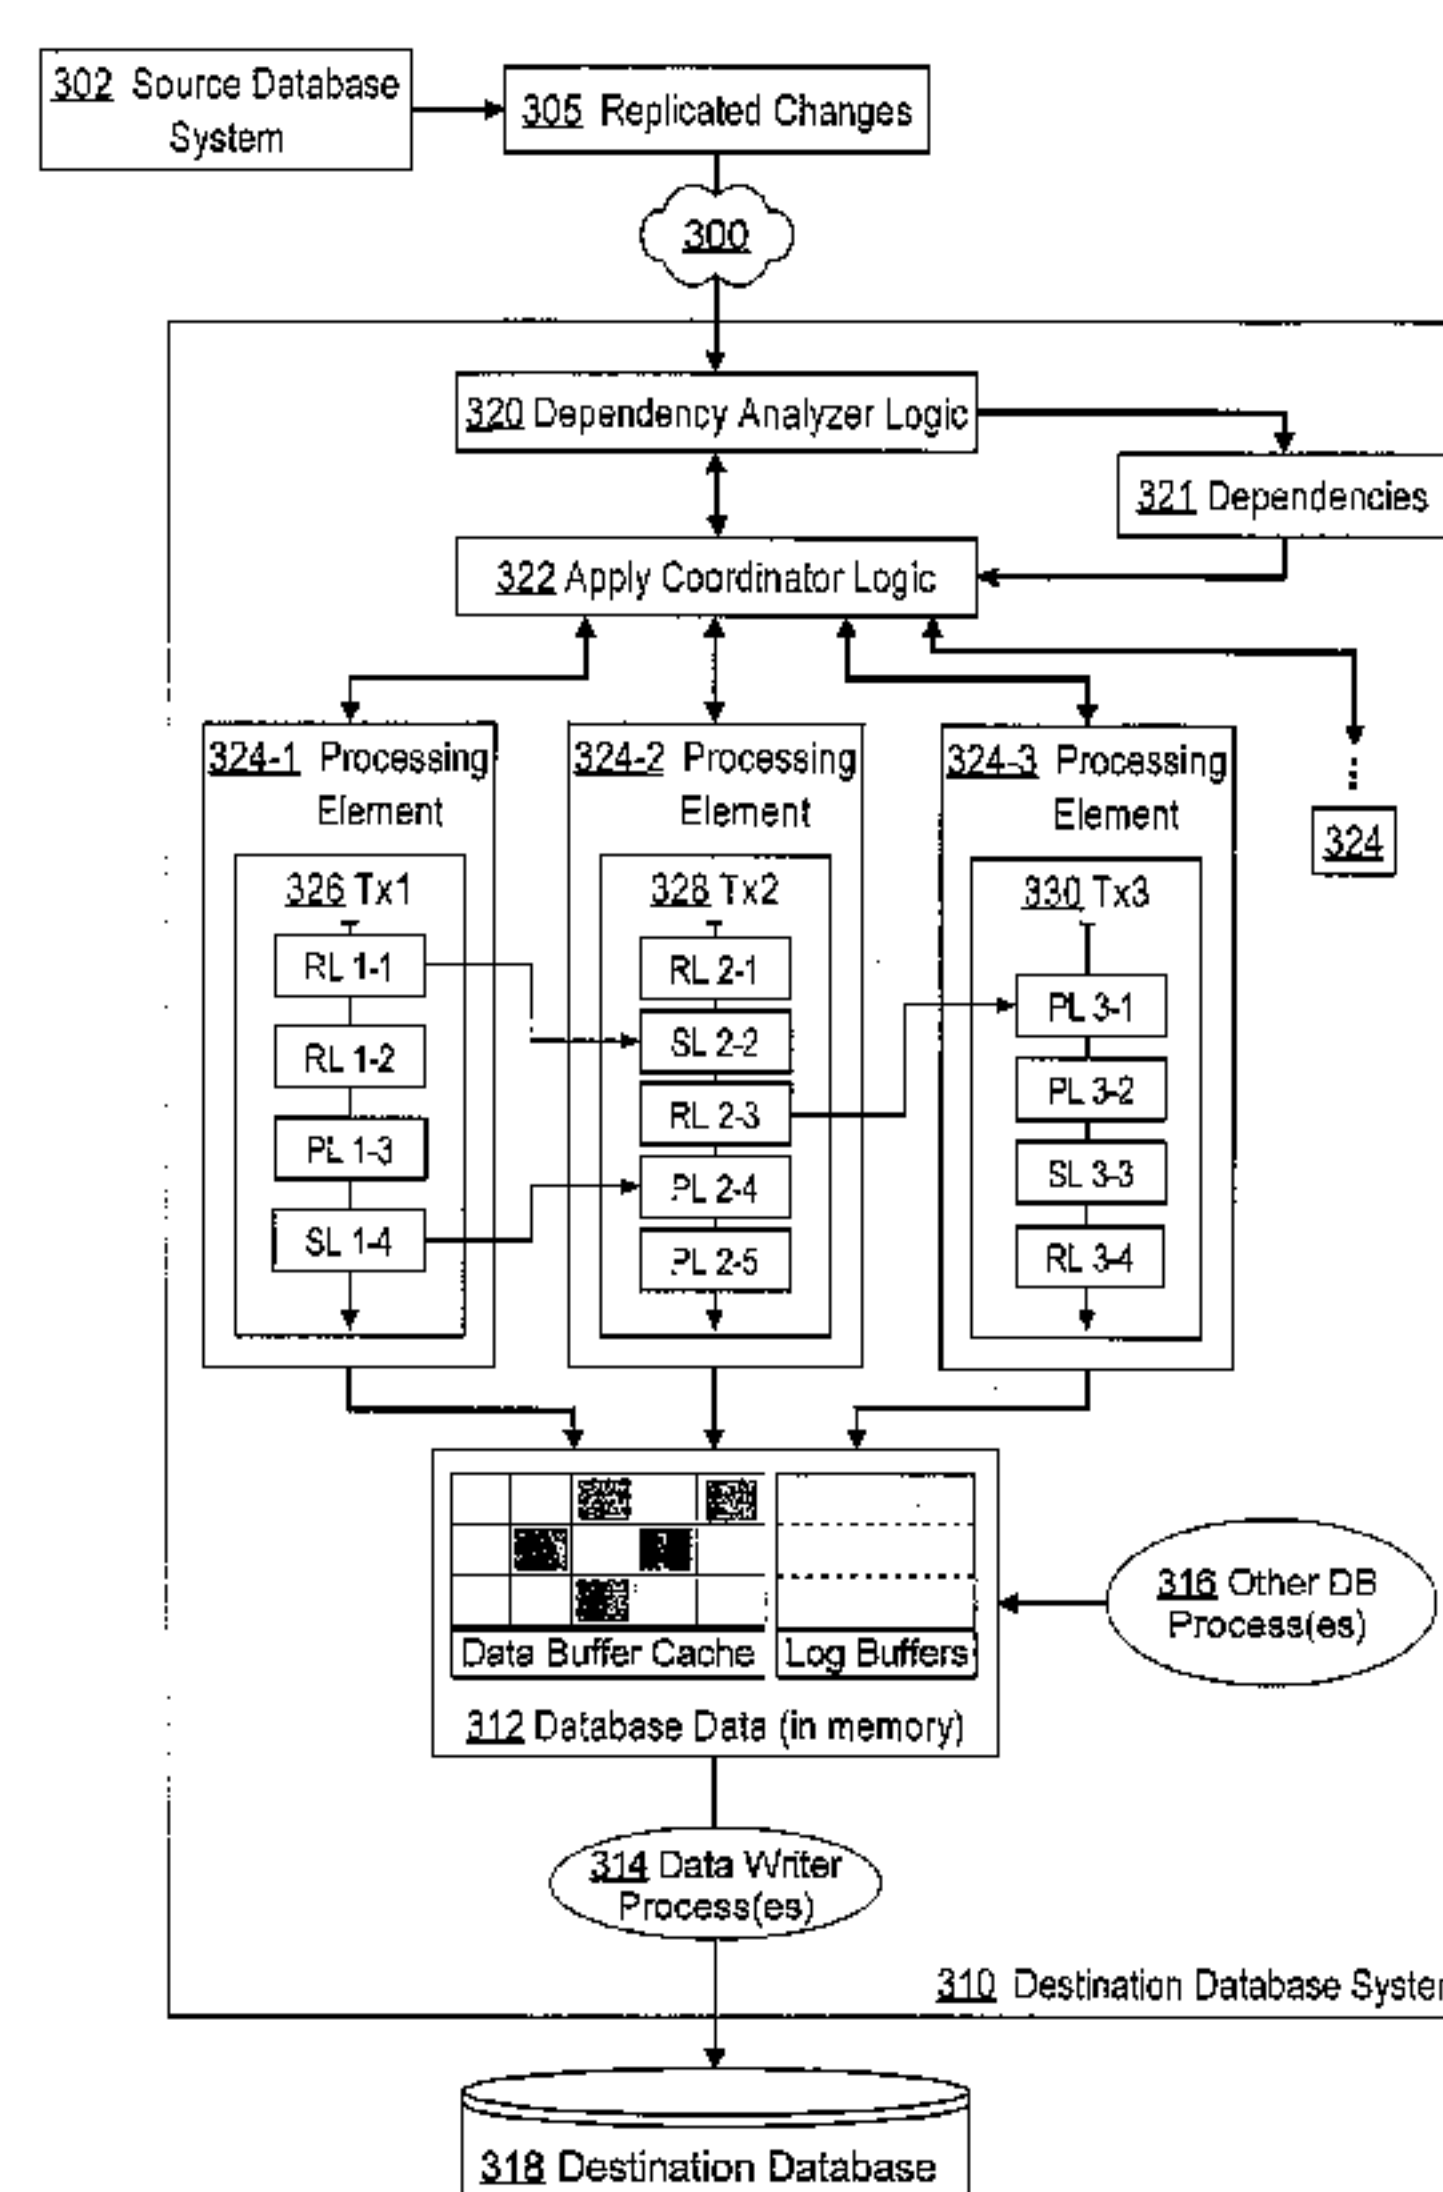 302 Source Database
System
305 Replicated Changes
300
320 Dependency Analyzer Logic
321 Dependencies
322 Apply Coordinator Logic
324-1 Processing
Element
324-2 Processing
Element
324-3 Processing
Element
324
326 Tx1
RL 1-1
RL 1-2
PL 1-3
SL 1-4
328 Tx2
RL 2-1
SL 2-2
RL 2-3
PL 2-4
PL 2-5
330 Tx3
PL 3-1
PL 3-2
SL 3-3
RL 3-4
Data Buffer Cache
Log Buffers
312 Database Data (in memory)
316 Other DB
Process(es)
314 Data Writer
Process(es)
310 Destination Database Syste
318 Destination Database